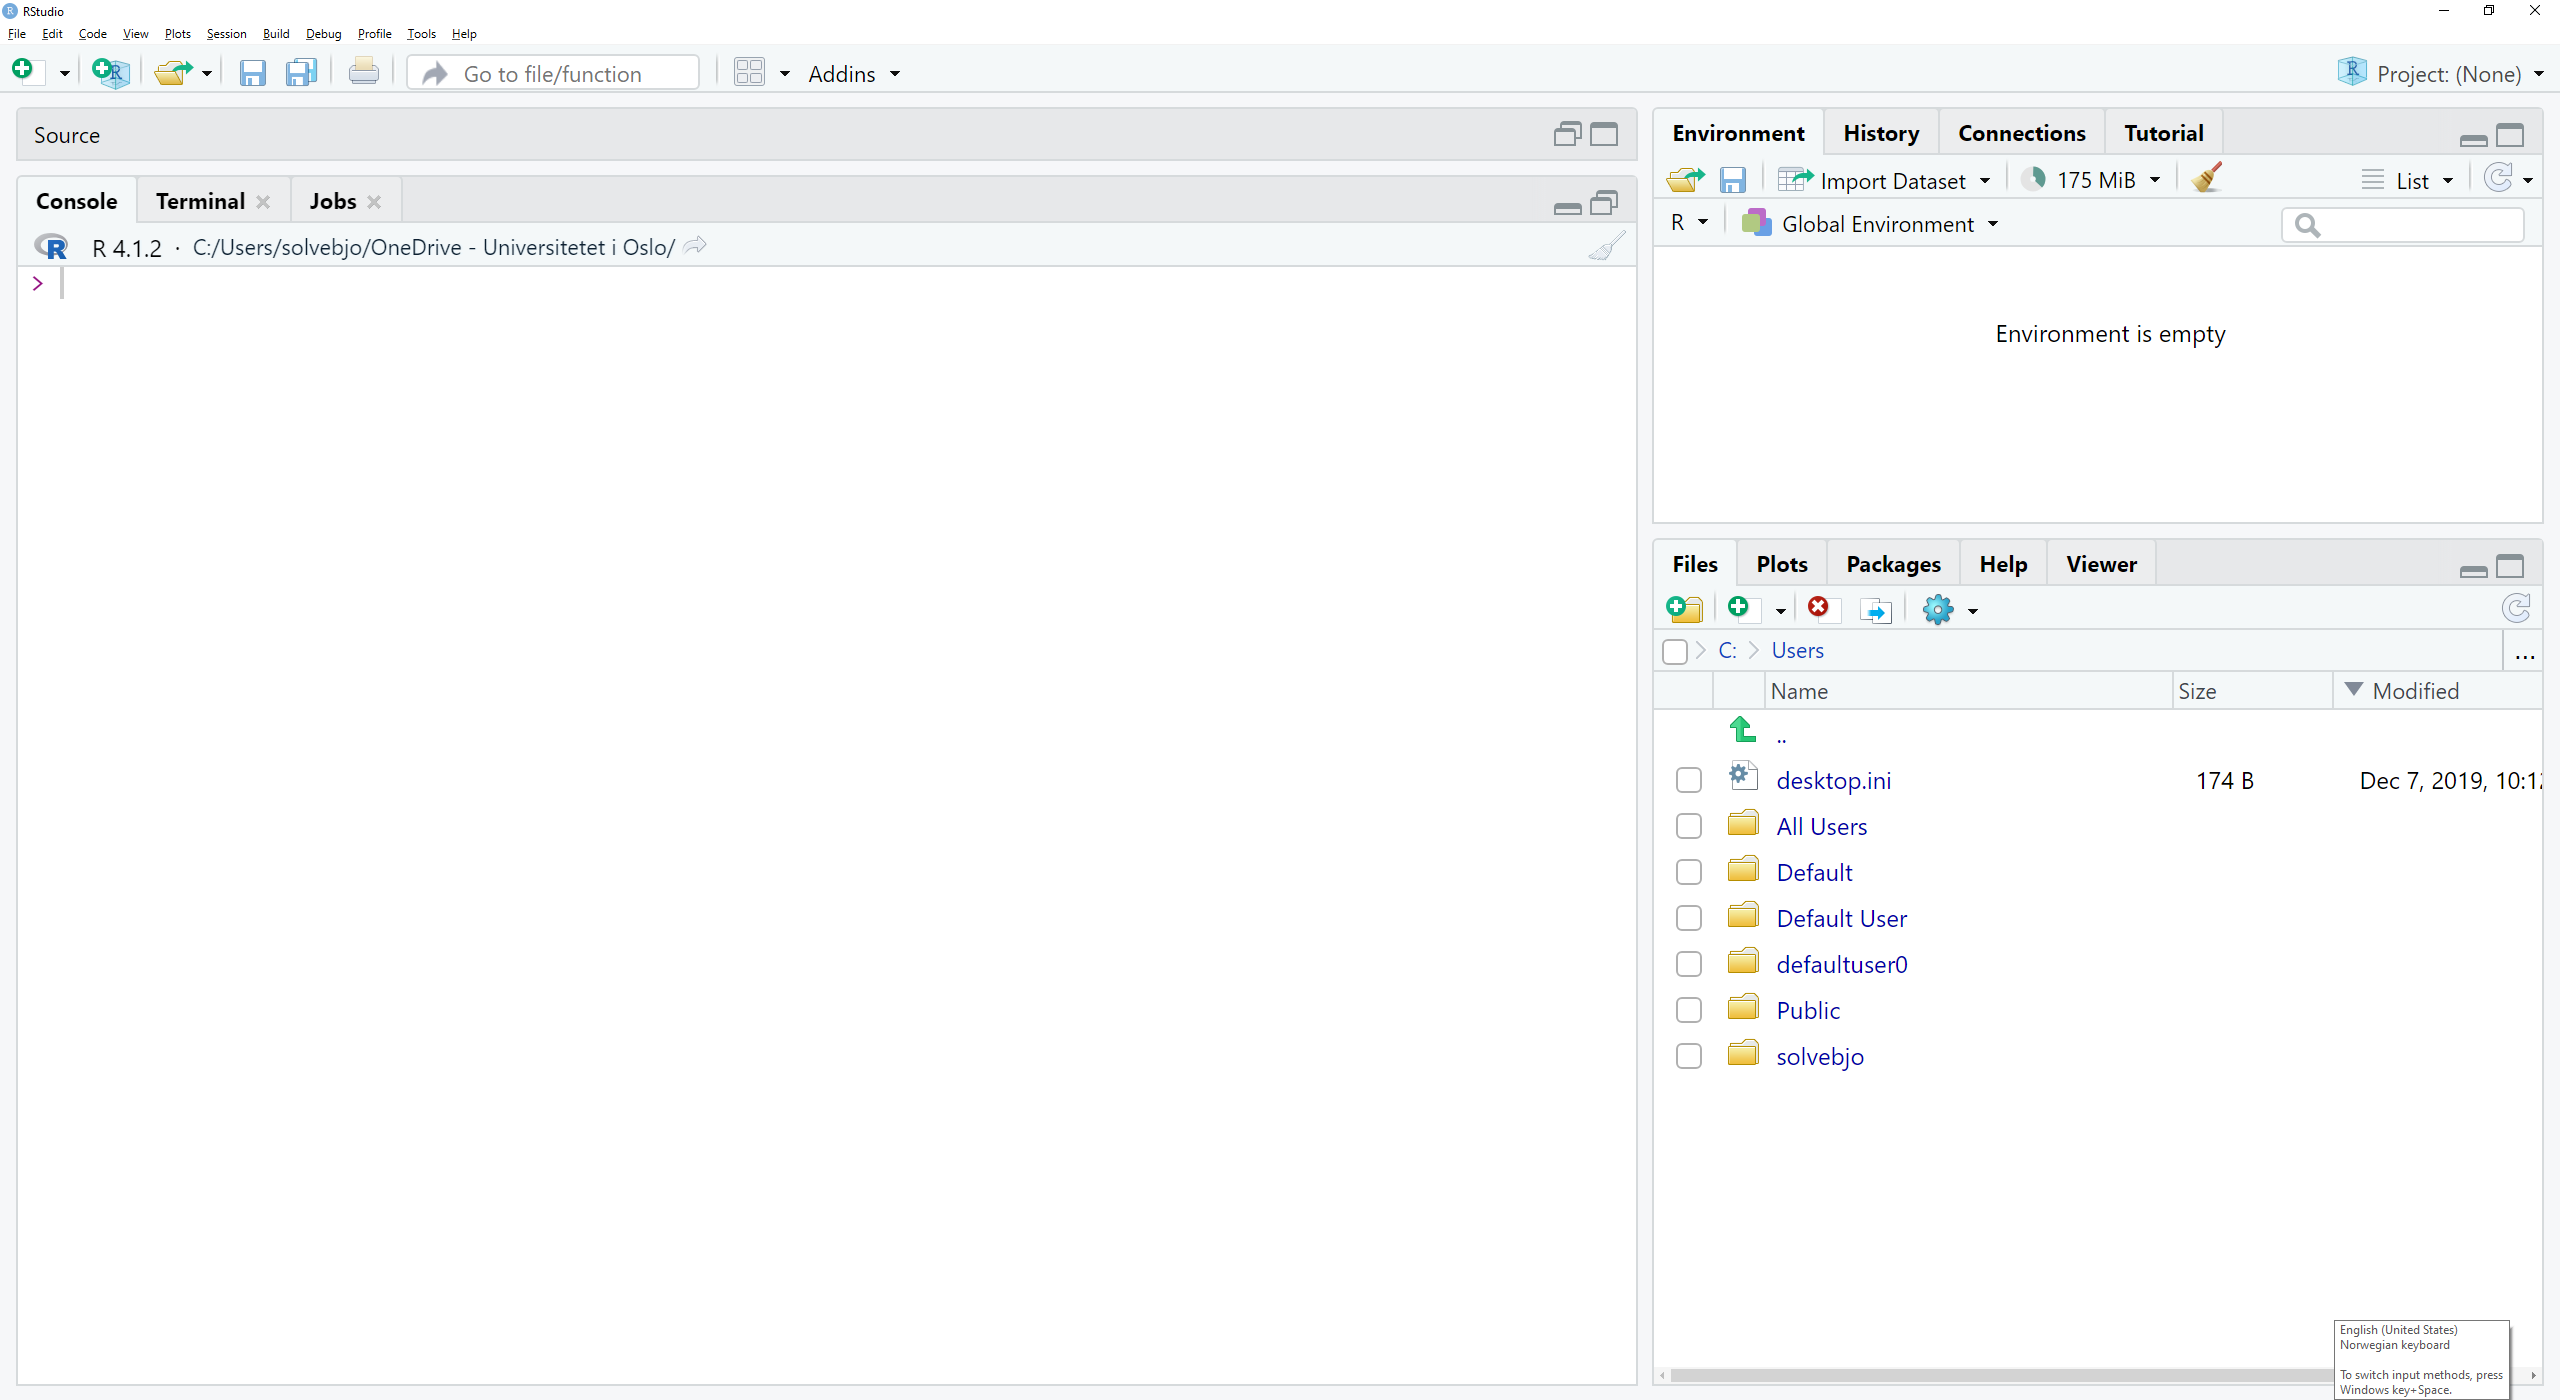 RStudio
File Edit Code View Plots Session Build Debug Profile Tools Help
Go to file/function Addins Project: (None)
Source
Console Terminal Jobs
R 4.1.2 · C:/Users/solvebjo/OneDrive - Universitetet i Oslo/
>
Environment History Connections Tutorial
Import Dataset 175 MiB List
R Global Environment
Environment is empty
Files Plots Packages Help Viewer
C: Users ...
Name Size Modified
..
desktop.ini 174 B Dec 7, 2019, 10:1
All Users
Default
Default User
defaultuser0
Public
solvebjo
English (United States)
Norwegian keyboard
To switch input methods, press
Windows key+Space.